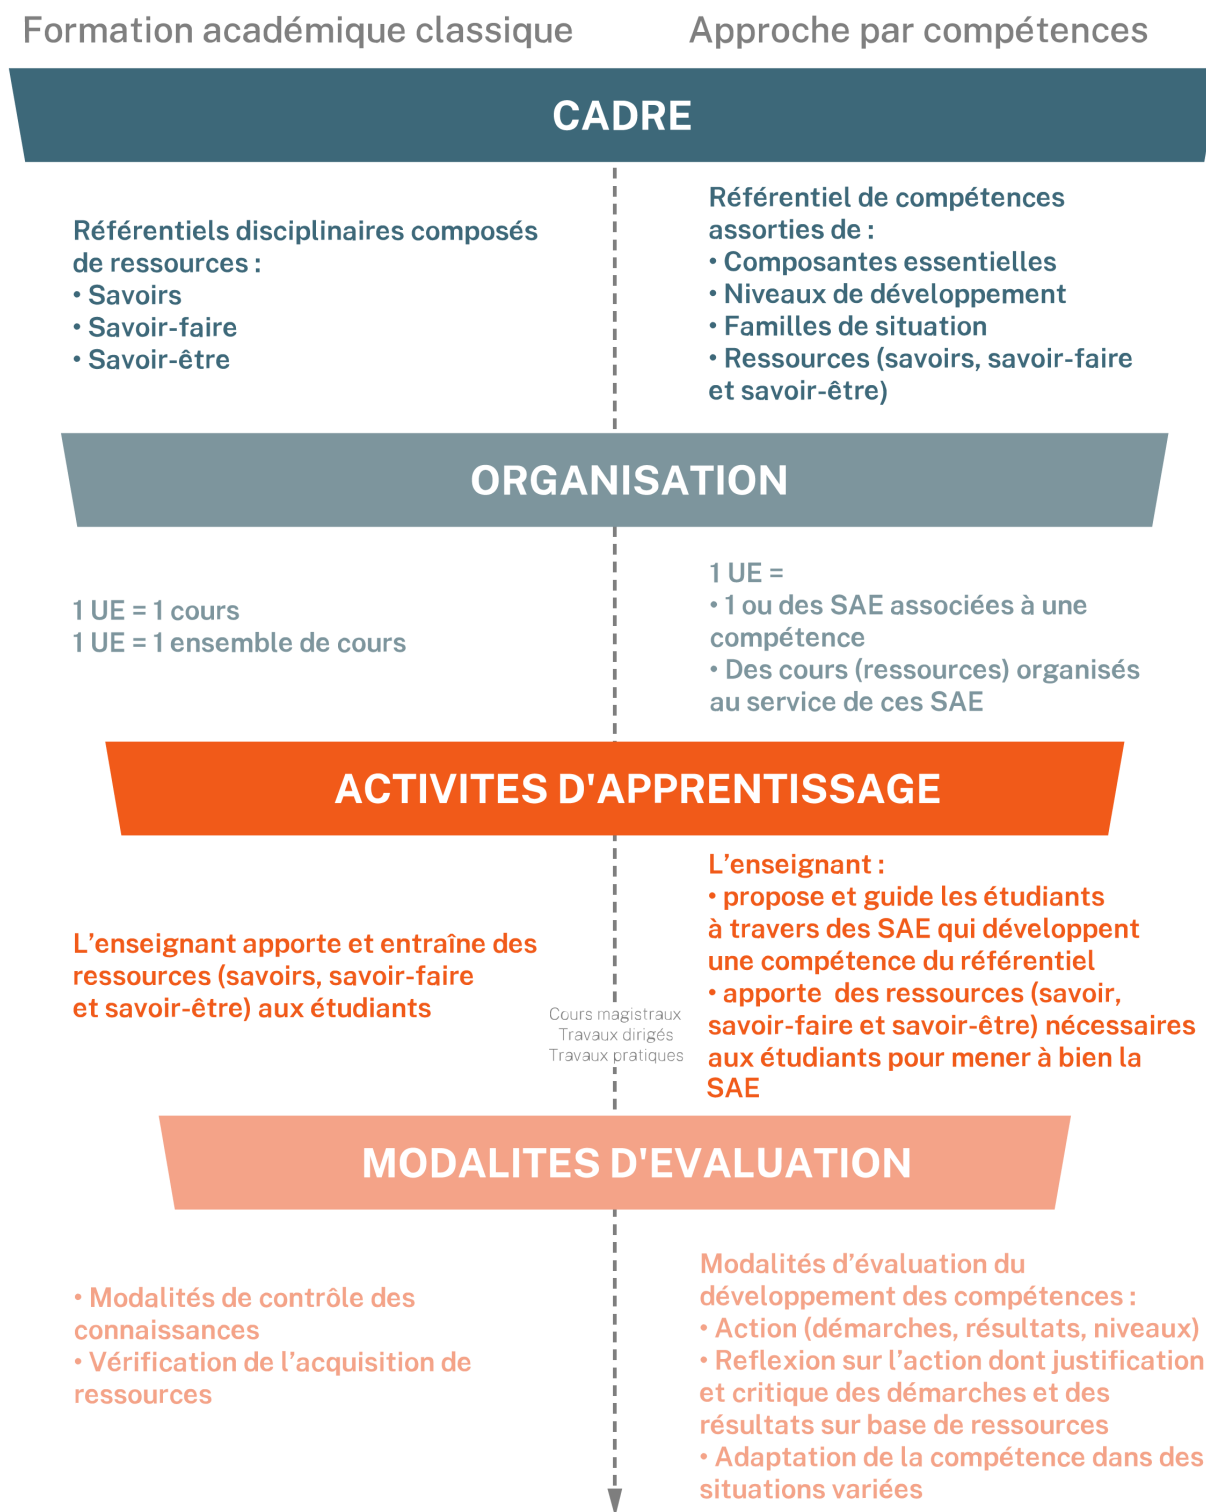 Formation académique classique
Approche par compétences
CADRE
Référentiels disciplinaires composés
de ressources :
• Savoirs
• Savoir-faire
• Savoir-être
Référentiel de compétences
assorties de :
• Composantes essentielles
• Niveaux de développement
• Familles de situation
• Ressources (savoirs, savoir-faire
et savoir-être)
ORGANISATION
1 UE = 1 cours
1 UE = 1 ensemble de cours
1 UE =
• 1 ou des SAE associées à une
compétence
• Des cours (ressources) organisés
au service de ces SAE
ACTIVITES D'APPRENTISSAGE
L’enseignant apporte et entraîne des
ressources (savoirs, savoir-faire
et savoir-être) aux étudiants
Cours magistraux
Travaux dirigés
Travaux pratiques
L’enseignant :
• propose et guide les étudiants
à travers des SAE qui développent
une compétence du référentiel
• apporte  des ressources (savoir,
savoir-faire et savoir-être) nécessaires
aux étudiants pour mener à bien la
SAE
MODALITES D'EVALUATION
• Modalités de contrôle des
connaissances
• Vérification de l’acquisition de
ressources
Modalités d’évaluation du
développement des compétences :
• Action (démarches, résultats, niveaux)
• Reflexion sur l’action dont justification
et critique des démarches et des
résultats sur base de ressources
• Adaptation de la compétence dans des
situations variées